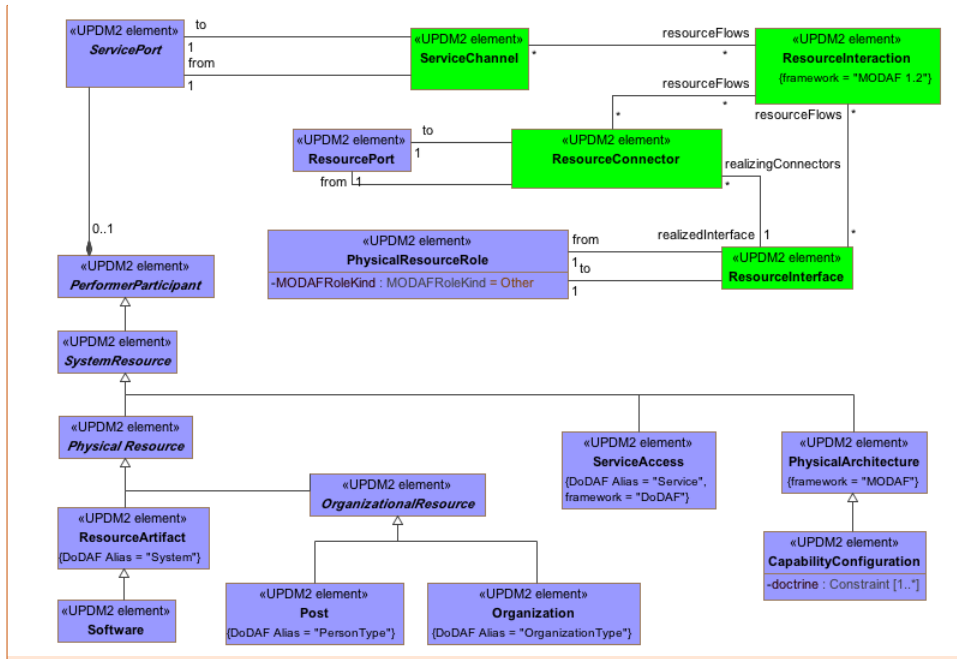 «UPDM2 element»
ServicePort
to
1
from
1
«UPDM2 element»
ServiceChannel
resourceFlows
*
*
«UPDM2 element»
ResourceInteraction
{framework = "MODAF 1.2"}
resourceFlows
*
*
resourceFlows
*
*
«UPDM2 element»
ResourcePort
to
1
from
1
«UPDM2 element»
ResourceConnector
realizingConnectors
*
realizedInterface
1
0..1
«UPDM2 element»
PhysicalResourceRole
-MODAFRoleKind : MODAFRoleKind = Other
from
1
to
1
«UPDM2 element»
ResourceInterface
«UPDM2 element»
PerformerParticipant
«UPDM2 element»
SystemResource
«UPDM2 element»
Physical Resource
«UPDM2 element»
ServiceAccess
{DoDAF Alias = "Service",
framework = "DoDAF"}
«UPDM2 element»
PhysicalArchitecture
{framework = "MODAF"}
«UPDM2 element»
OrganizationalResource
«UPDM2 element»
ResourceArtifact
{DoDAF Alias = "System"}
«UPDM2 element»
CapabilityConfiguration
-doctrine : Constraint [1..*]
«UPDM2 element»
Software
«UPDM2 element»
Post
{DoDAF Alias = "PersonType"}
«UPDM2 element»
Organization
{DoDAF Alias = "OrganizationType"}